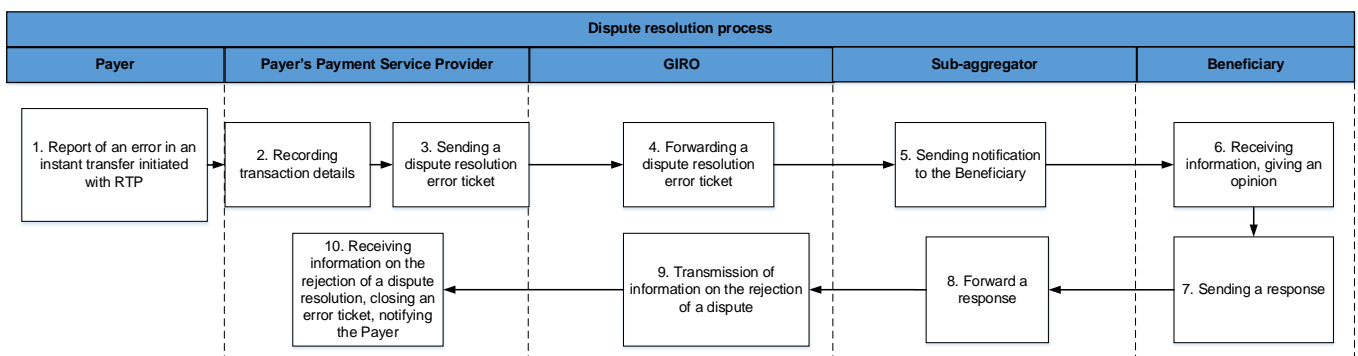 Dispute resolution process
Payer
Payer's Payment Service Provider
GIRO
Sub-aggregator
Beneficiary
1. Report of an error in an
instant transfer initiated
with RTP
2. Recording
transaction details
3. Sending a
dispute resolution
error ticket
4. Forwarding a
dispute resolution
error ticket
5. Sending notification
to the Beneficiary
6. Receiving
information, giving an
opinion
10. Receiving
information on the
rejection of a dispute
resolution, closing an
error ticket, notifying
the Payer
9. Transmission of
information on the rejection
of a dispute
8. Forward a
response
7. Sending a response